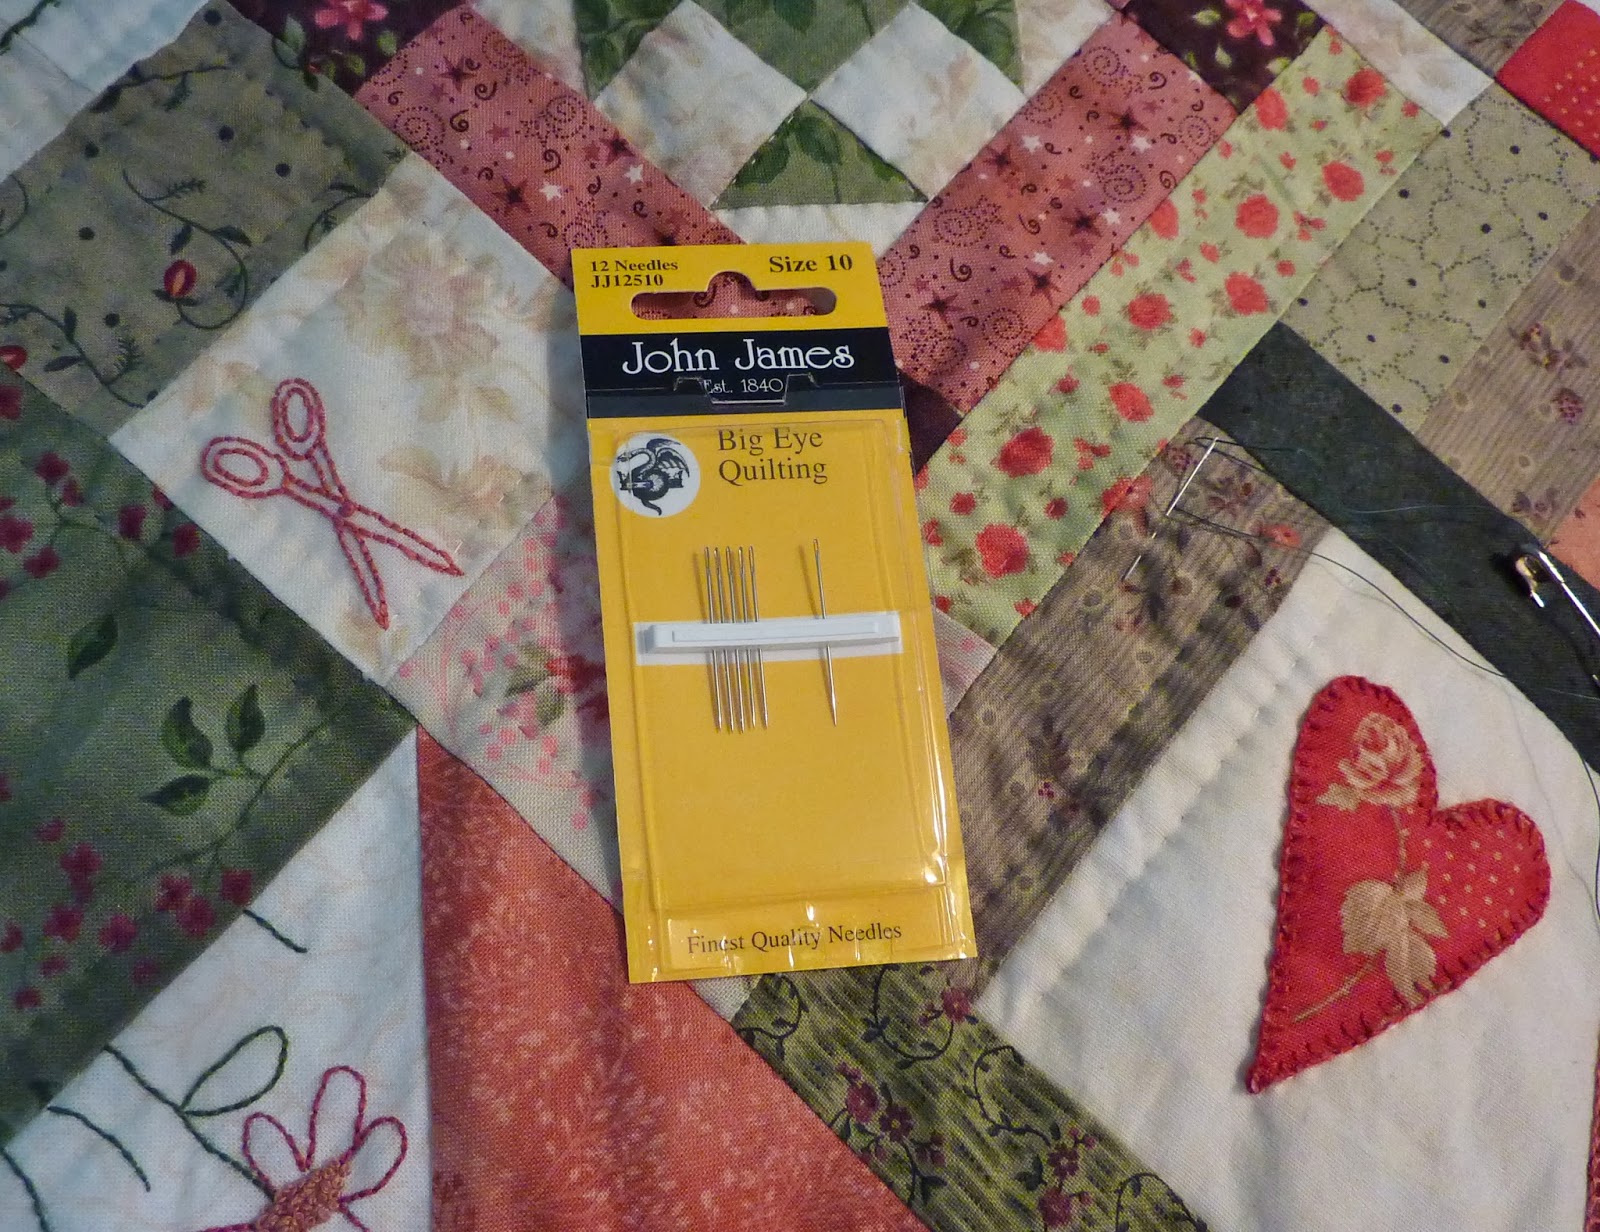 12 Needles
JJ12510
Size 10
John James
Est. 1840
Big Eye
Quilting
Finest Quality Needles